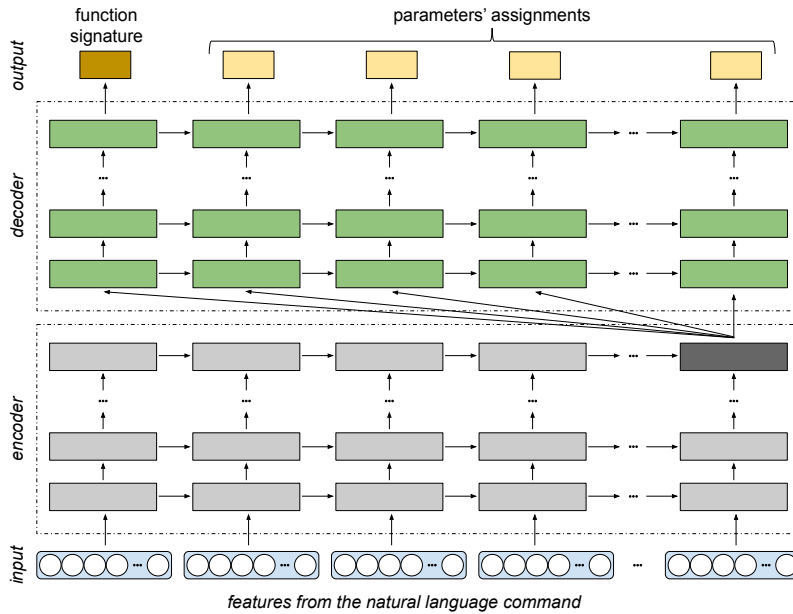 function
signature
parameters' assignments
output
decoder
...
...
...
...
...
...
...
...
encoder
...
...
...
...
...
...
...
...
input
... ... ... ... ... ...
features from the natural language command